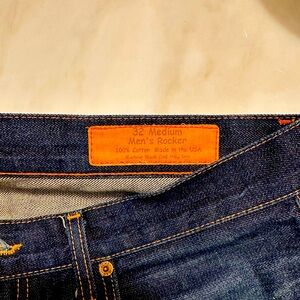 32 Medium
Men's Rocker
100% Cotton Made in the USA